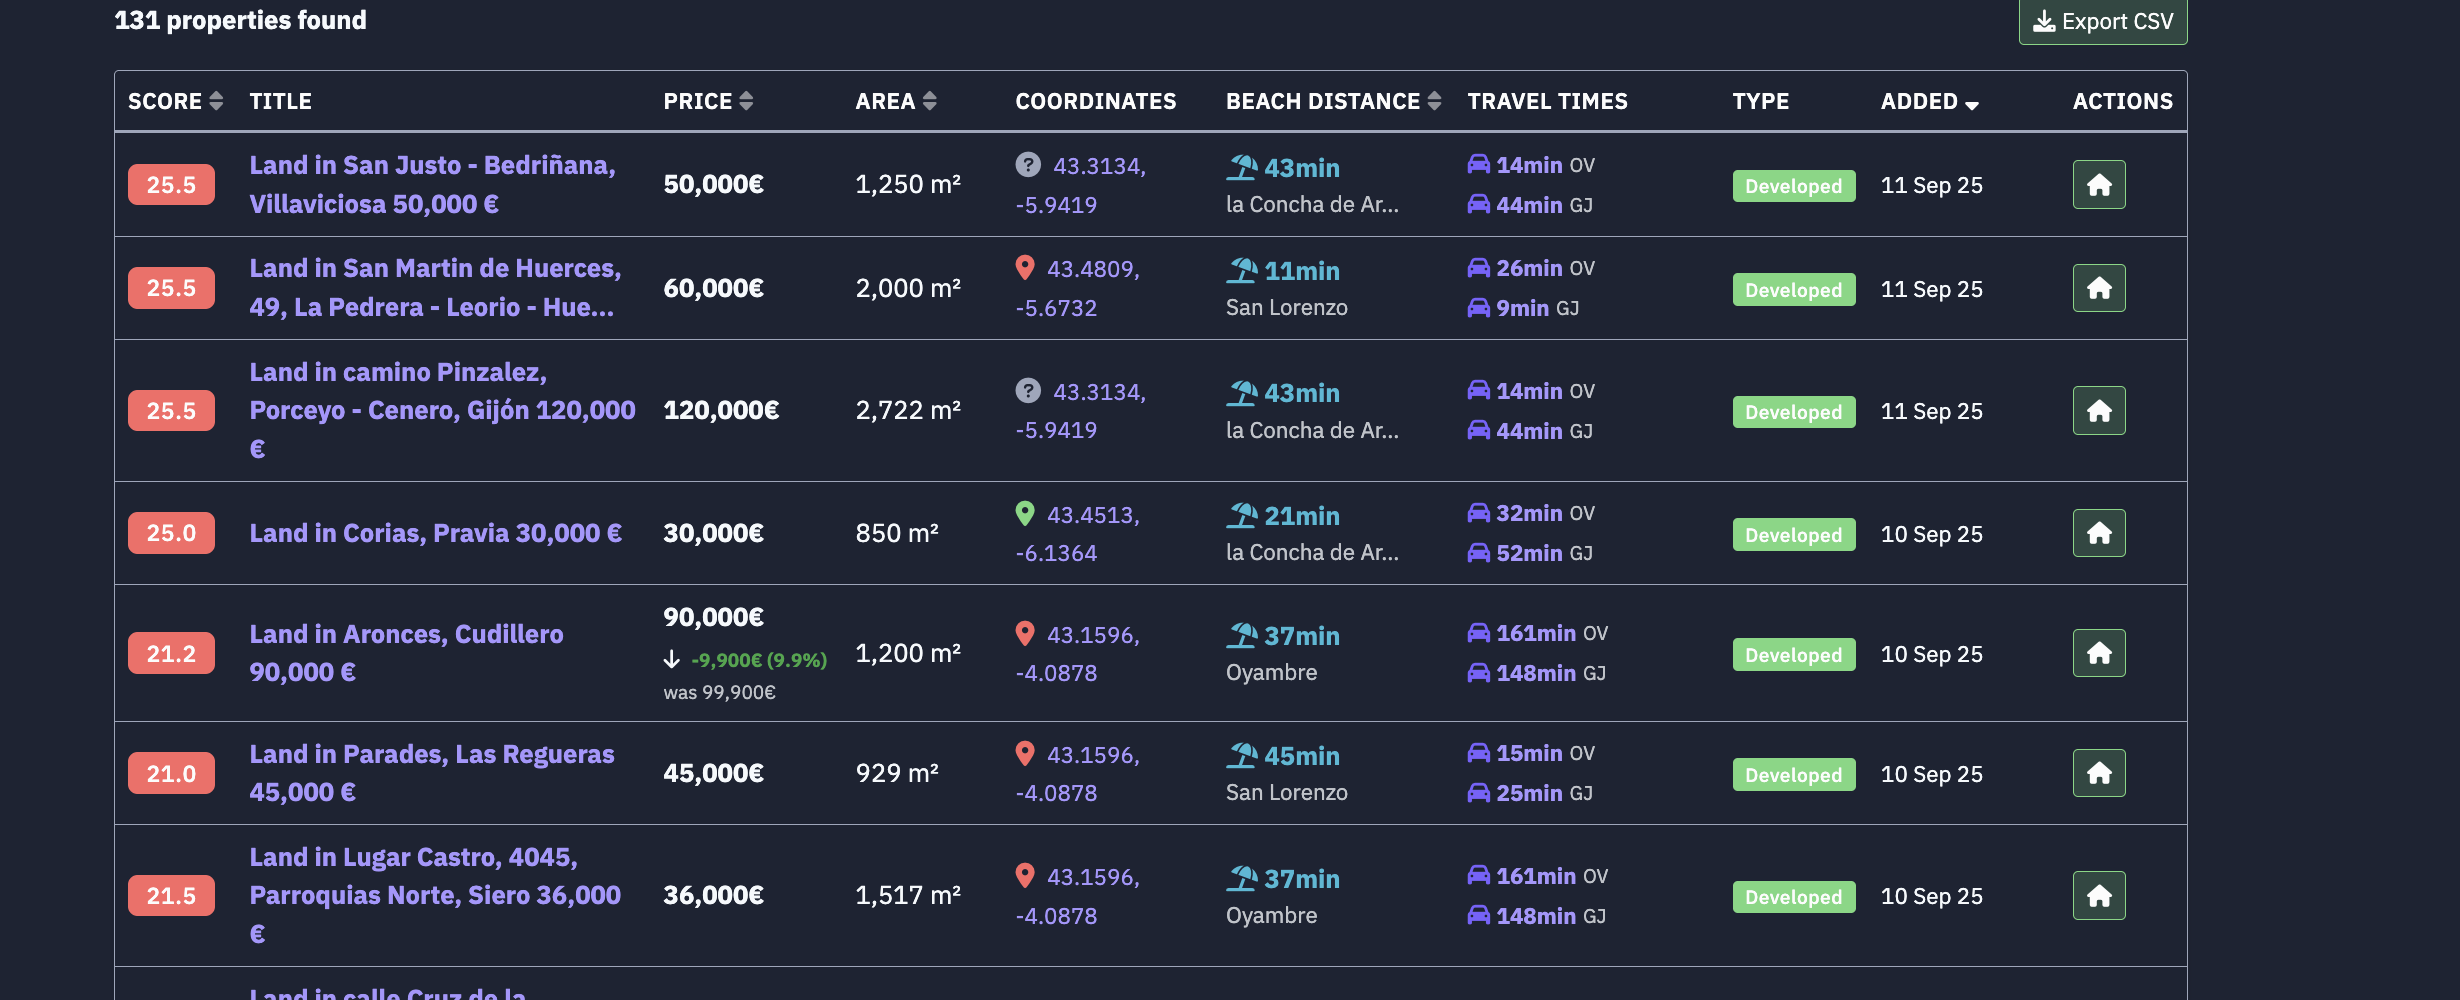 131 properties found
Export CSV
SCORE TITLE PRICE AREA COORDINATES BEACH DISTANCE TRAVEL TIMES TYPE ADDED ACTIONS
25.5
Land in San Justo - Bedriñana,
Villaviciosa 50,000 €
50,000€
1,250 m²
43.3134,
-5.9419
43min
la Concha de Ar...
14min OV
44min GJ
Developed
11 Sep 25
25.5
Land in San Martin de Huerces,
49, La Pedrera - Leorio - Hue...
60,000€
2,000 m²
43.4809,
-5.6732
11min
San Lorenzo
26min OV
9min GJ
Developed
11 Sep 25
25.5
Land in camino Pinzalez,
Porceyo - Cenero, Gijón 120,000
€
120,000€
2,722 m²
43.3134,
-5.9419
43min
la Concha de Ar...
14min OV
44min GJ
Developed
11 Sep 25
25.0
Land in Corias, Pravia 30,000 €
30,000€
850 m²
43.4513,
-6.1364
21min
la Concha de Ar...
32min OV
52min GJ
Developed
10 Sep 25
21.2
Land in Aronces, Cudillero
90,000 €
90,000€
-9,900€ (9.9%)
was 99,900€
1,200 m²
43.1596,
-4.0878
37min
Oyambre
161min OV
148min GJ
Developed
10 Sep 25
21.0
Land in Parades, Las Regueras
45,000 €
45,000€
929 m²
43.1596,
-4.0878
45min
San Lorenzo
15min OV
25min GJ
Developed
10 Sep 25
21.5
Land in Lugar Castro, 4045,
Parroquias Norte, Siero 36,000
€
36,000€
1,517 m²
43.1596,
-4.0878
37min
Oyambre
161min OV
148min GJ
Developed
10 Sep 25
Land in calle Cruz de la